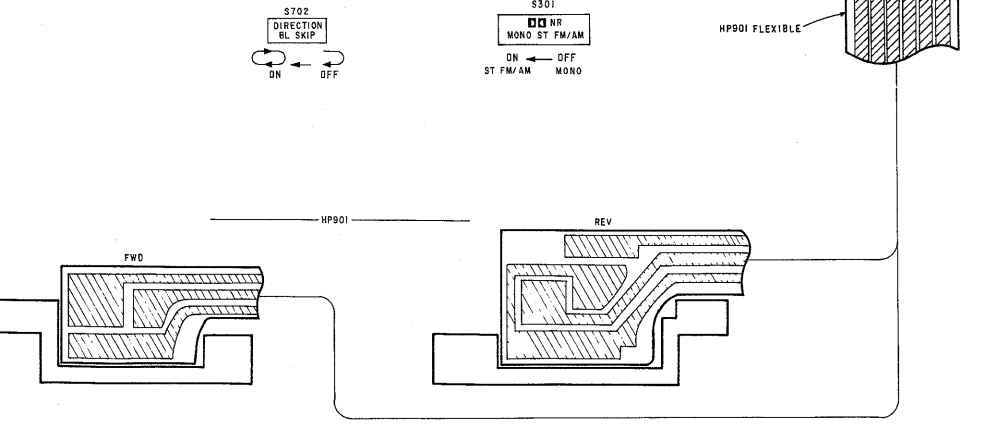 S702
DIRECTION
BL SKIP
ON OFF
S301
NR
MONO ST FM/AM
ON OFF
ST FM/AM MONO
HP901 FLEXIBLE
HP901
FWD
REV